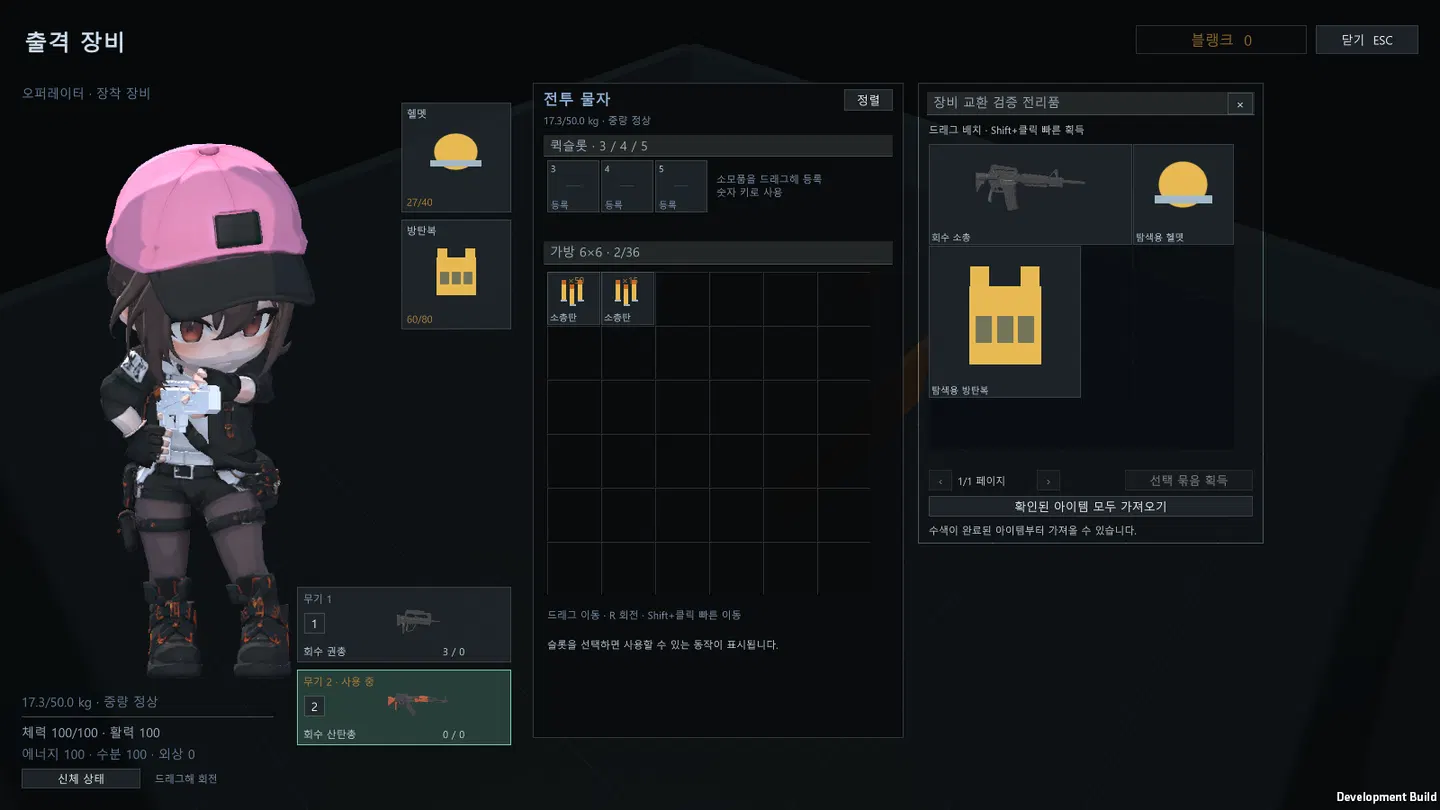 출격 장비
블랭크 0
닫기 ESC
오퍼레이터 · 장착 장비
헬멧
27/40
방탄복
60/80
전투 물자
정렬
17.3/50.0 kg · 중량 정상
퀵슬롯 · 3 / 4 / 5
3
4
5
등록
등록
등록
소모품을 드래그해 등록
숫자 키로 사용
가방 6×6 · 2/36
소총탄
소총탄
드래그 이동 · R 회전 · Shift+클릭 빠른 이동
슬롯을 선택하면 사용할 수 있는 동작이 표시됩니다.
장비 교환 검증 전리품
×
드래그 배치 · Shift+클릭 빠른 획득
회수 소총
탐색용 헬멧
탐색용 방탄복
‹ 1/1 페이지 ›
선택 묶음 획득
확인된 아이템 모두 가져오기
수색이 완료된 아이템부터 가져올 수 있습니다.
무기 1
1
회수 권총
3 / 0
무기 2 · 사용 중
2
회수 산탄총
0 / 0
17.3/50.0 kg · 중량 정상
체력 100/100 · 활력 100
에너지 100 · 수분 100 · 외상 0
신체 상태
드래그해 회전
Development Build